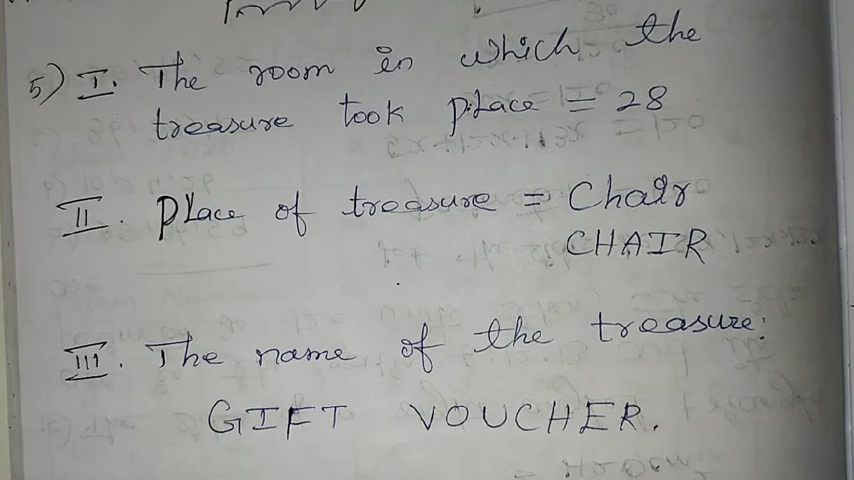 5) I. The room in which the
treasure took place = 28
II. Place of treasure = Chair
CHAIR
III. The name of the treasure:
GIFT VOUCHER.